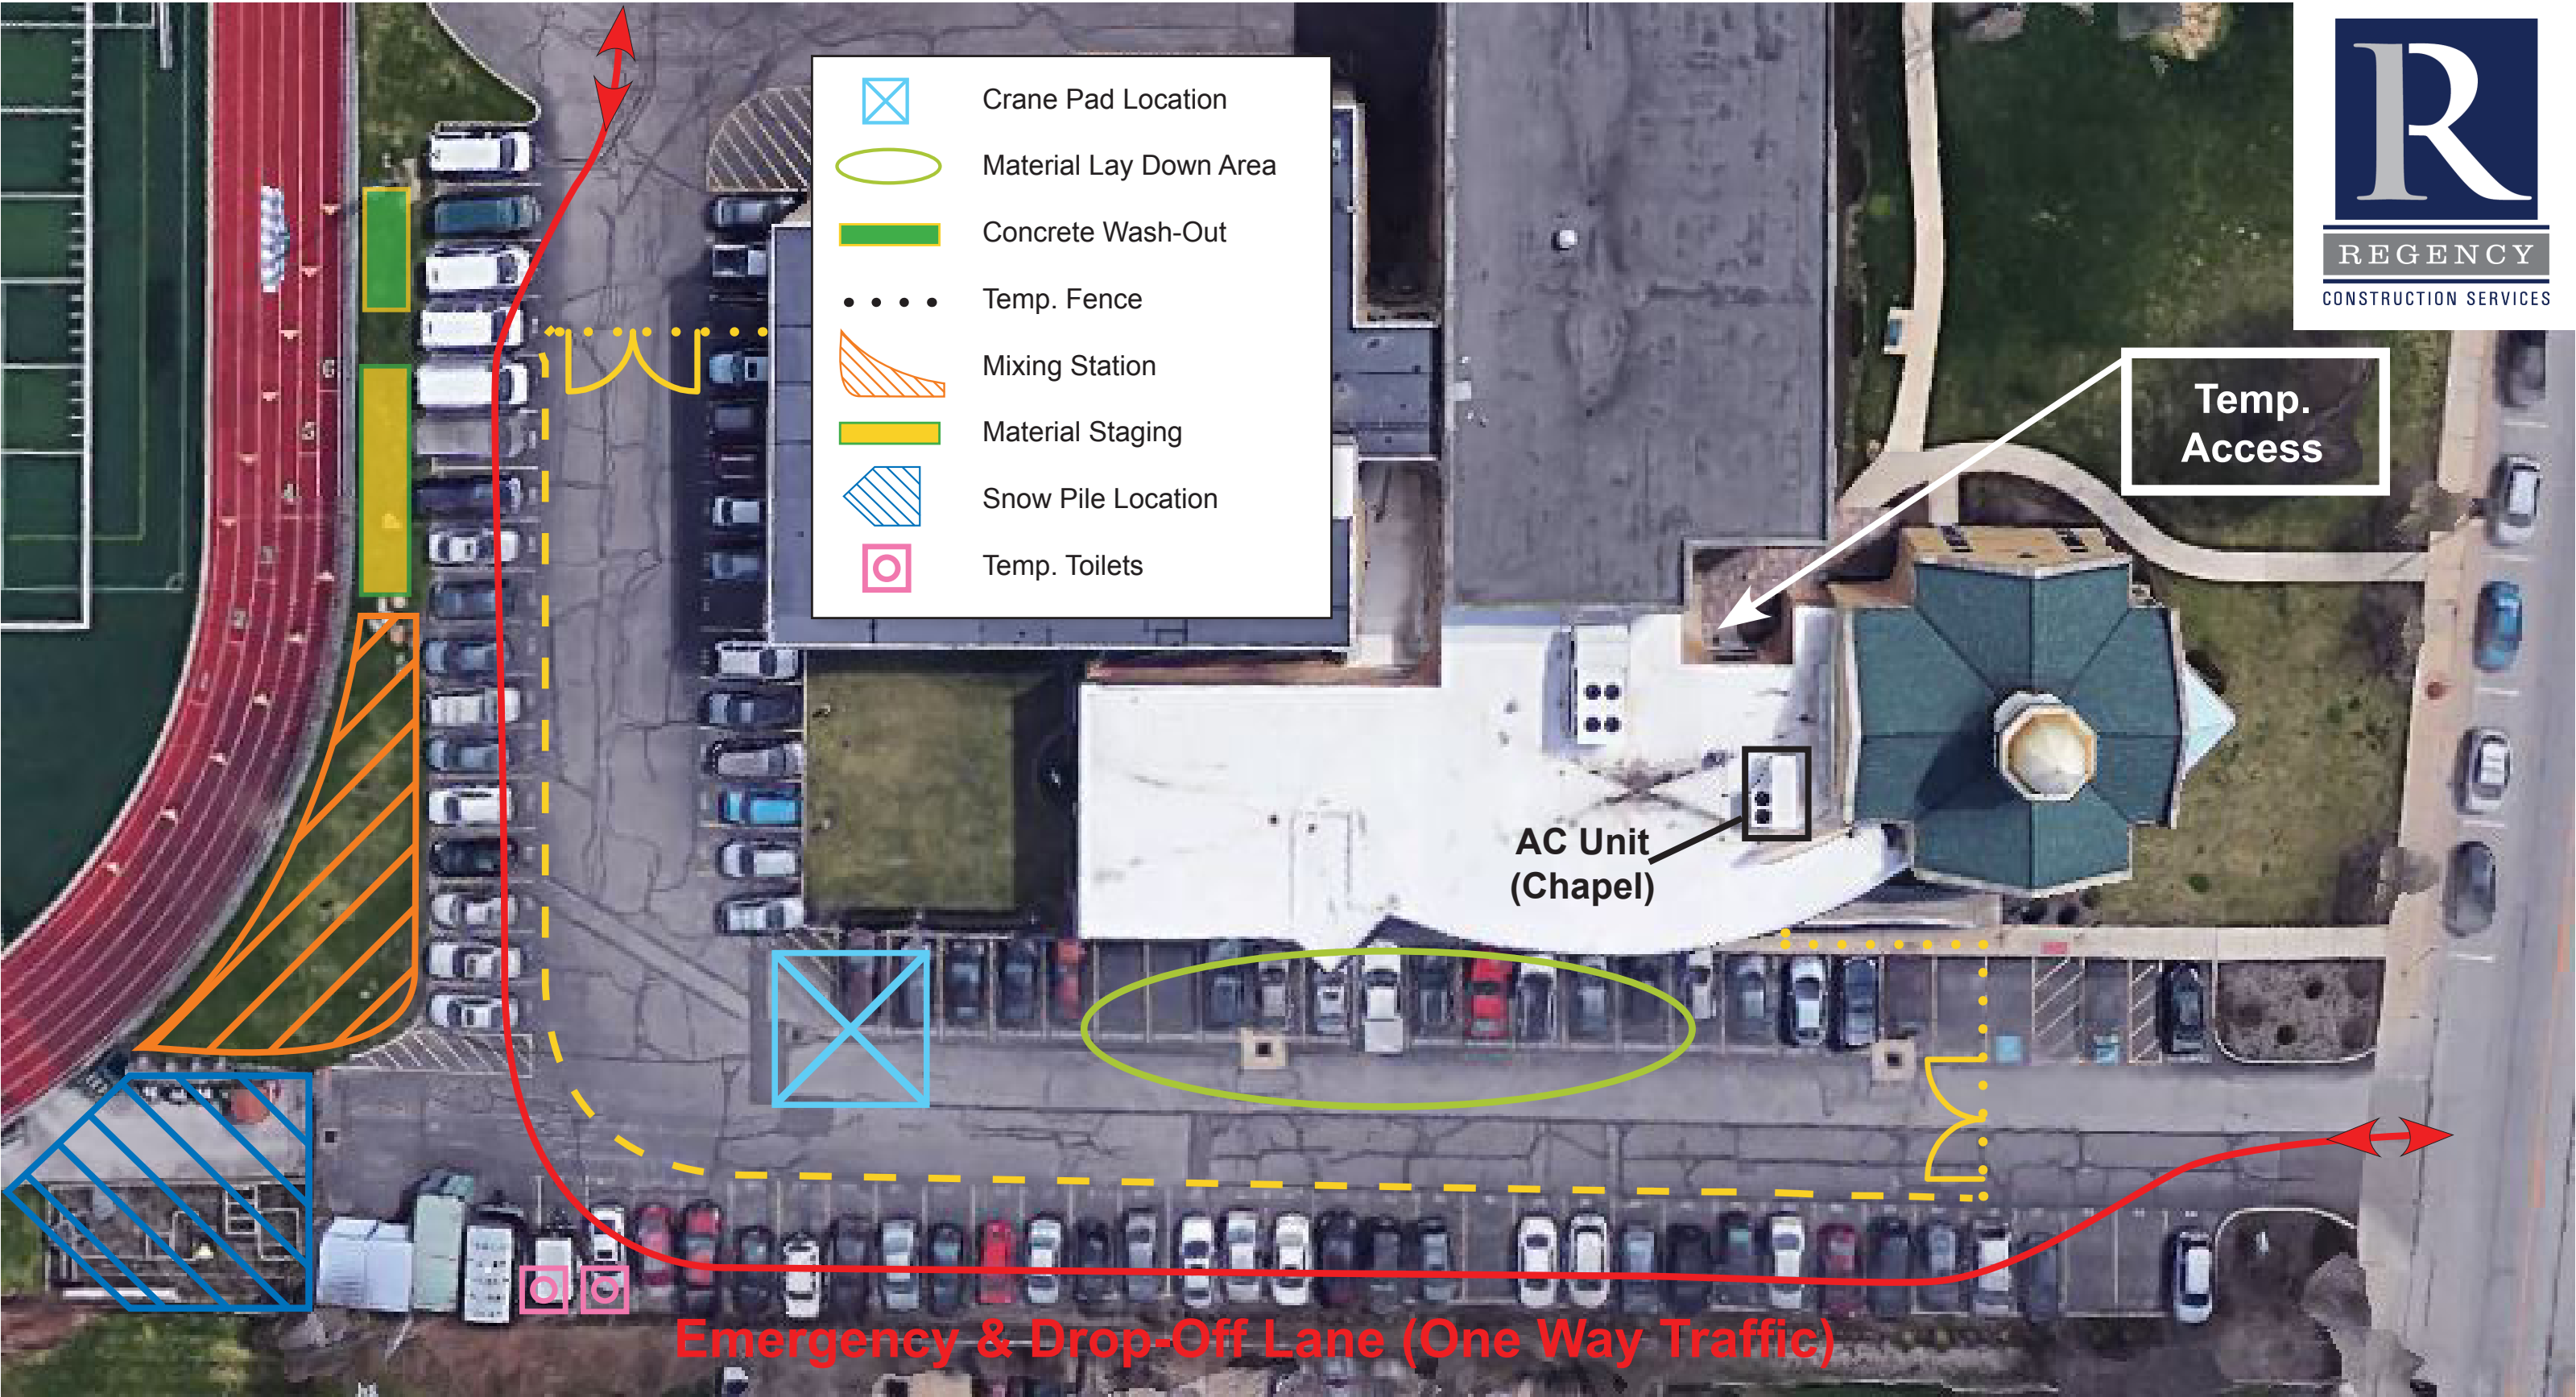 Crane Pad Location
Material Lay Down Area
Concrete Wash-Out
Temp. Fence
Mixing Station
Material Staging
Snow Pile Location
Temp. Toilets
R
REGENCY
CONSTRUCTION SERVICES
Temp.
Access
AC Unit
(Chapel)
Emergency & Drop-Off Lane (One Way Traffic)